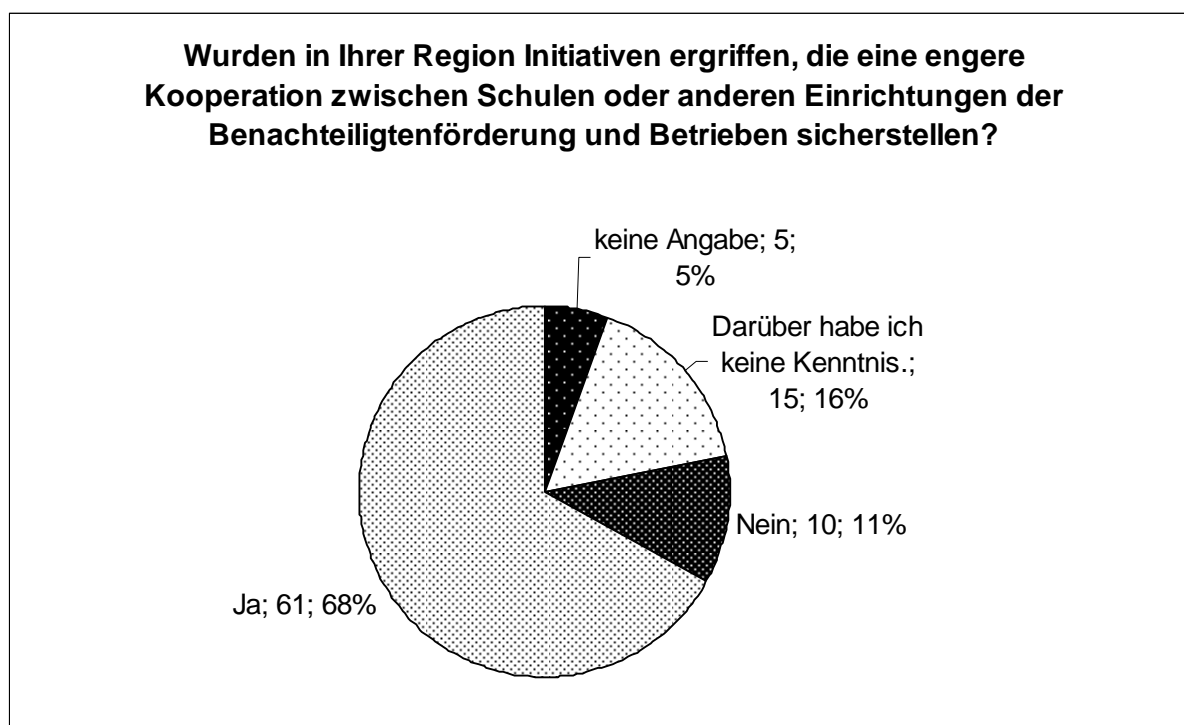 Wurden in Ihrer Region Initiativen ergriffen, die eine engere
Kooperation zwischen Schulen oder anderen Einrichtungen der
Benachteiligtenförderung und Betrieben sicherstellen?
keine Angabe; 5;
5%
Darüber habe ich
keine Kenntnis.;
15; 16%
Nein; 10; 11%
Ja; 61; 68%